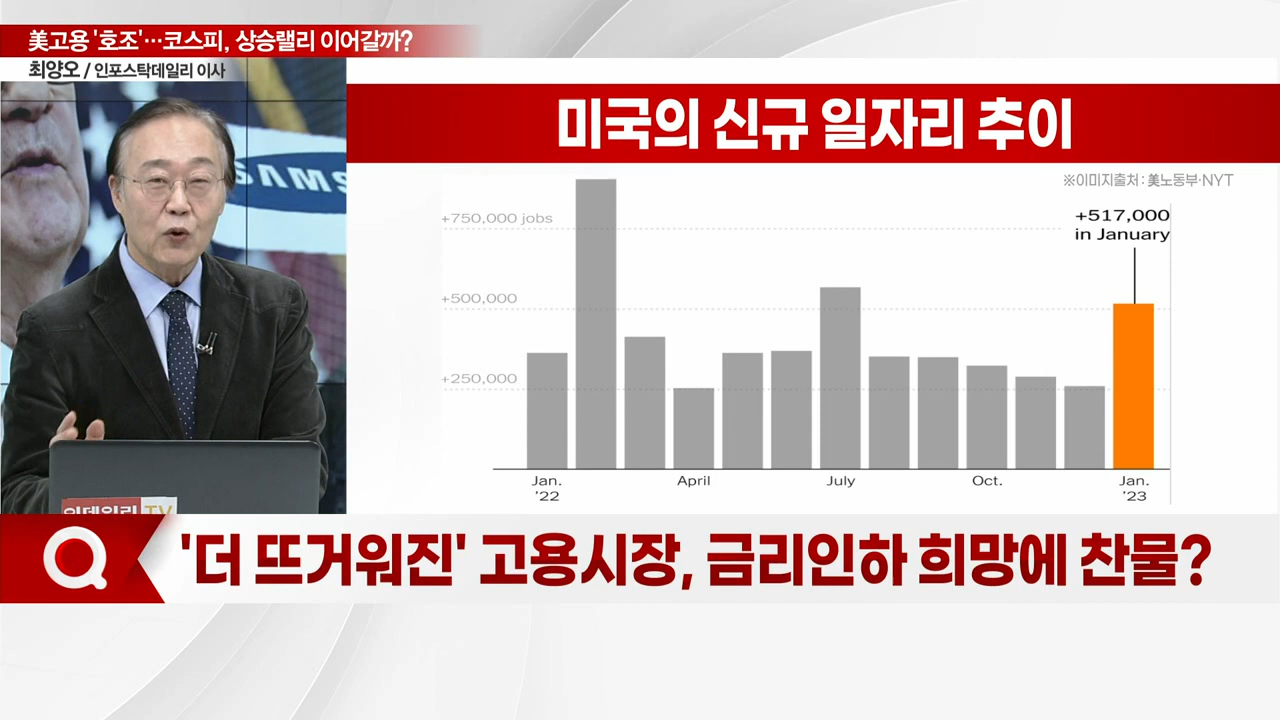 美고용 '호조'…코스피, 상승랠리 이어갈까?
최양오 / 인포스탁데일리 이사
미국의 신규 일자리 추이
※이미지출처 : 美노동부·NYT
+750,000 jobs
+517,000
in January
+500,000
+250,000
Jan. April July Oct. Jan.
'22 '23
'더 뜨거워진' 고용시장, 금리인하 희망에 찬물?